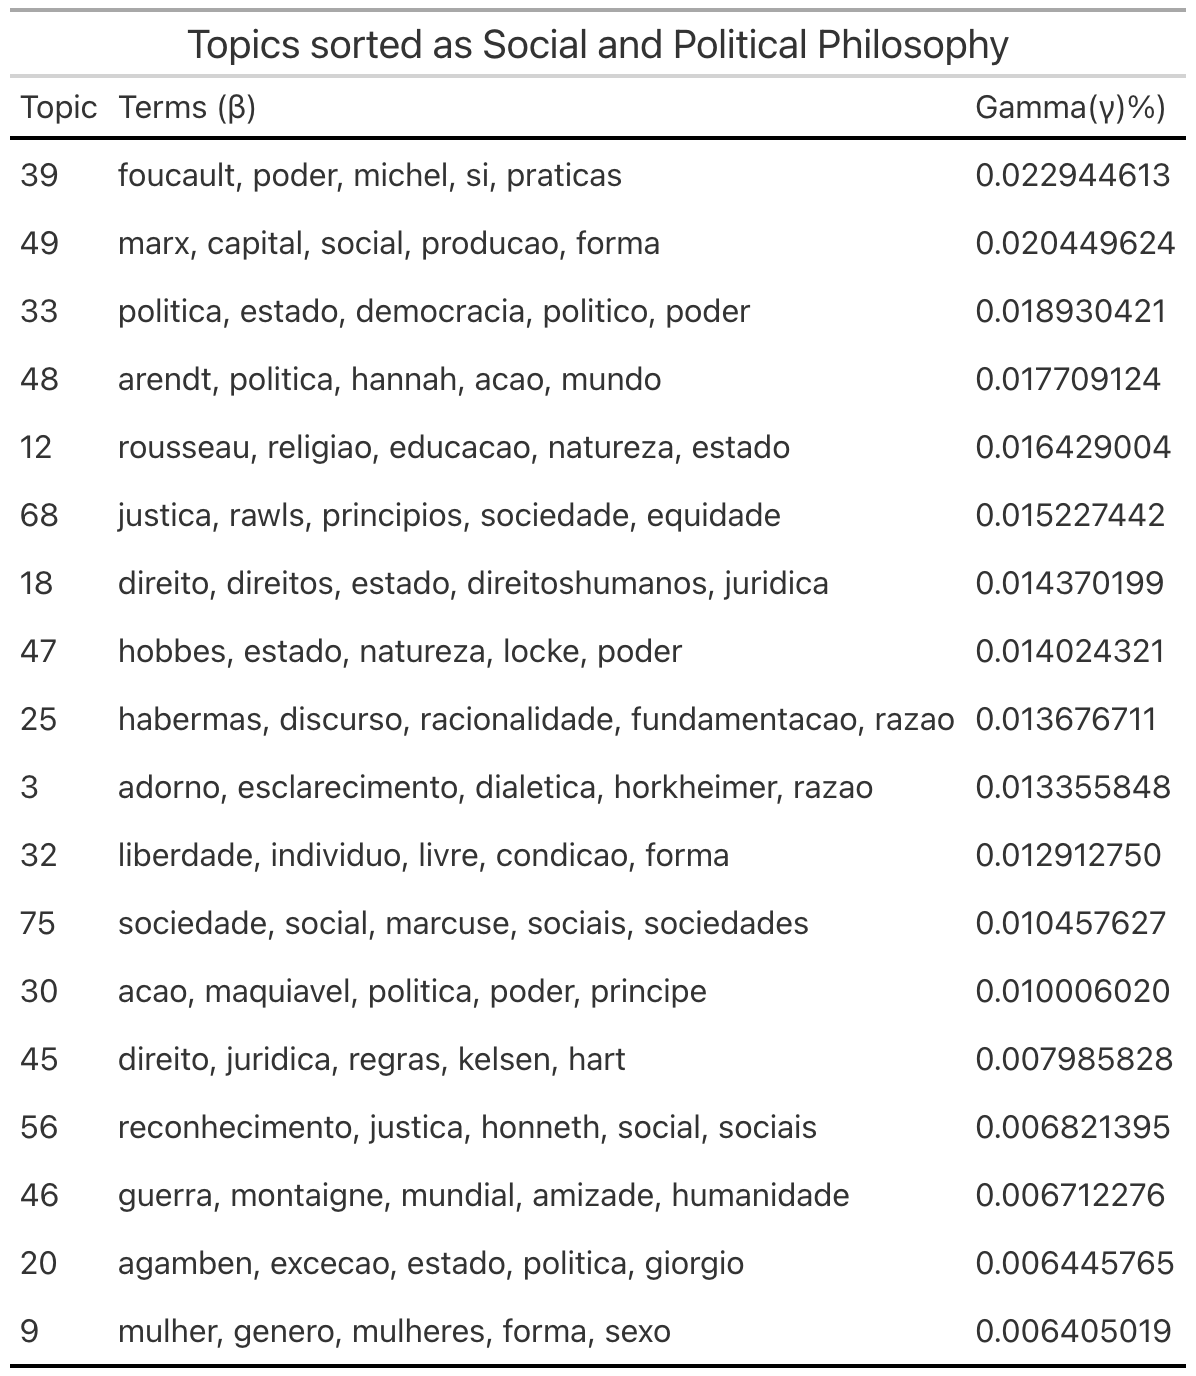 Topics sorted as Social and Political Philosophy
Topic Terms (β) Gamma(γ)%)
39 foucault, poder, michel, si, praticas 0.022944613
49 marx, capital, social, producao, forma 0.020449624
33 politica, estado, democracia, politico, poder 0.018930421
48 arendt, politica, hannah, acao, mundo 0.017709124
12 rousseau, religiao, educacao, natureza, estado 0.016429004
68 justica, rawls, principios, sociedade, equidade 0.015227442
18 direito, direitos, estado, direitoshumanos, juridica 0.014370199
47 hobbes, estado, natureza, locke, poder 0.014024321
25 habermas, discurso, racionalidade, fundamentacao, razao 0.013676711
3 adorno, esclarecimento, dialetica, horkheimer, razao 0.013355848
32 liberdade, individuo, livre, condicao, forma 0.012912750
75 sociedade, social, marcuse, sociais, sociedades 0.010457627
30 acao, maquiavel, politica, poder, principe 0.010006020
45 direito, juridica, regras, kelsen, hart 0.007985828
56 reconhecimento, justica, honneth, social, sociais 0.006821395
46 guerra, montaigne, mundial, amizade, humanidade 0.006712276
20 agamben, excecao, estado, politica, giorgio 0.006445765
9 mulher, genero, mulheres, forma, sexo 0.006405019